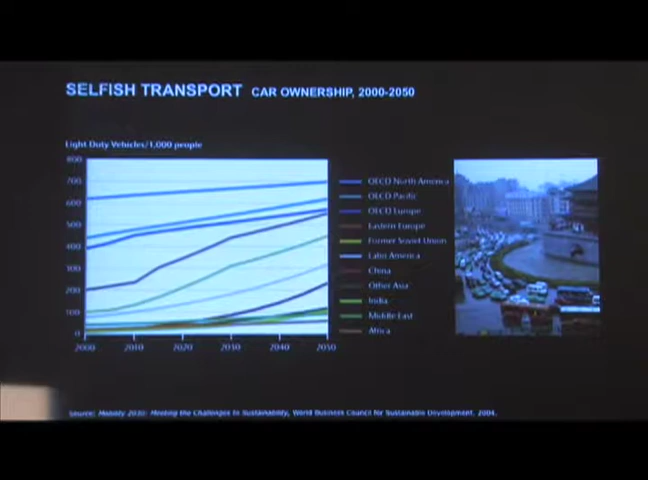 SELFISH TRANSPORT CAR OWNERSHIP, 2000-2050
Light Duty Vehicles/1,000 people
800
700
600
500
400
300
200
100
0
2000 2010 2020 2030 2040 2050
OECD North America
OECD Pacific
OECD Europe
Eastern Europe
Former Soviet Union
Latin America
China
Other Asia
India
Middle East
Africa
Source: Mobility 2030: Meeting the Challenges to Sustainability, World Business Council for Sustainable Development, 2004.